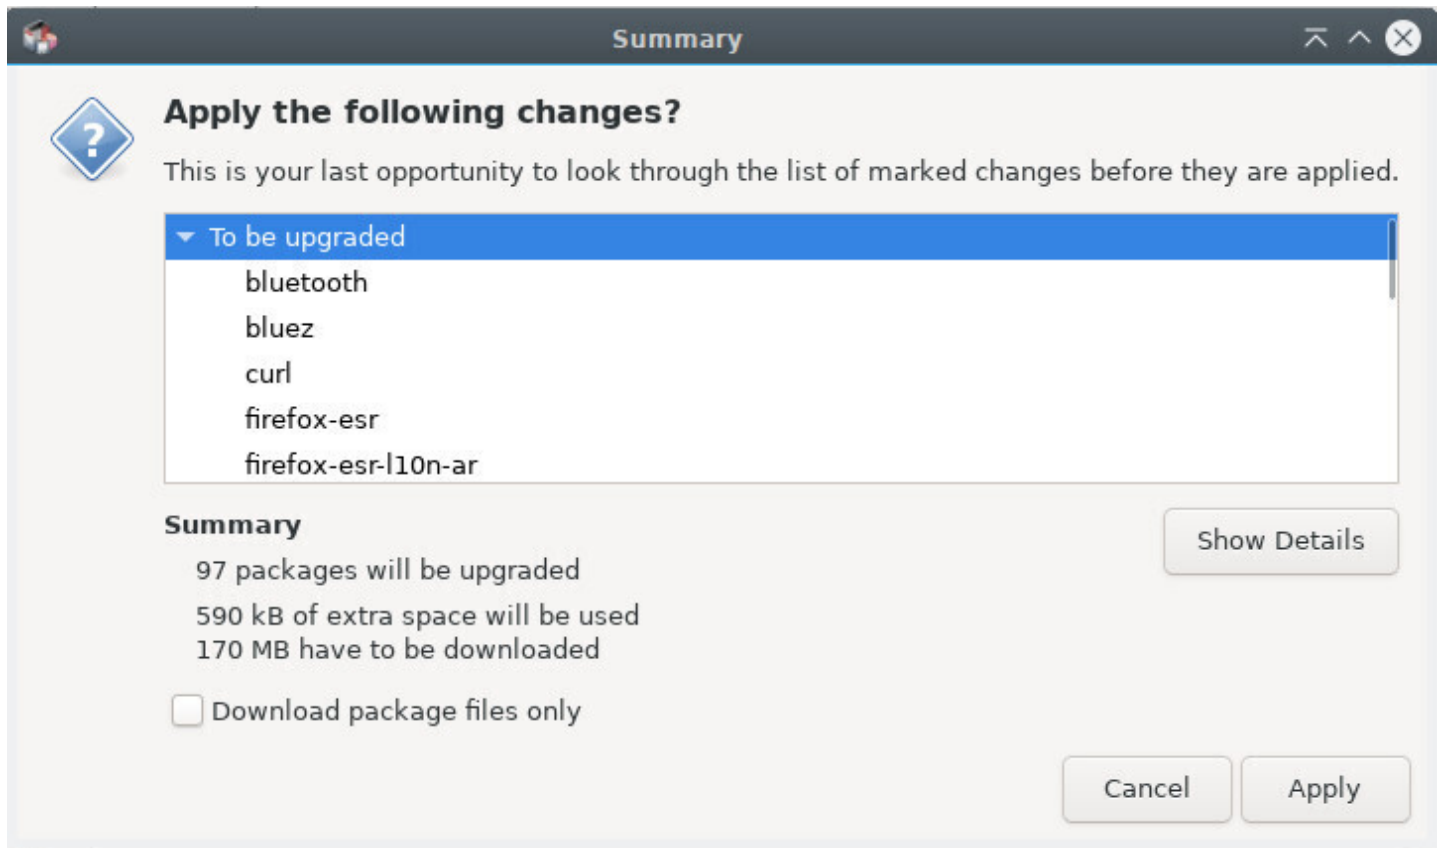 Summary
Apply the following changes?
This is your last opportunity to look through the list of marked changes before they are applied.
To be upgraded
bluetooth
bluez
curl
firefox-esr
firefox-esr-l10n-ar
Summary
Show Details
97 packages will be upgraded
590 kB of extra space will be used
170 MB have to be downloaded
Download package files only
Cancel
Apply